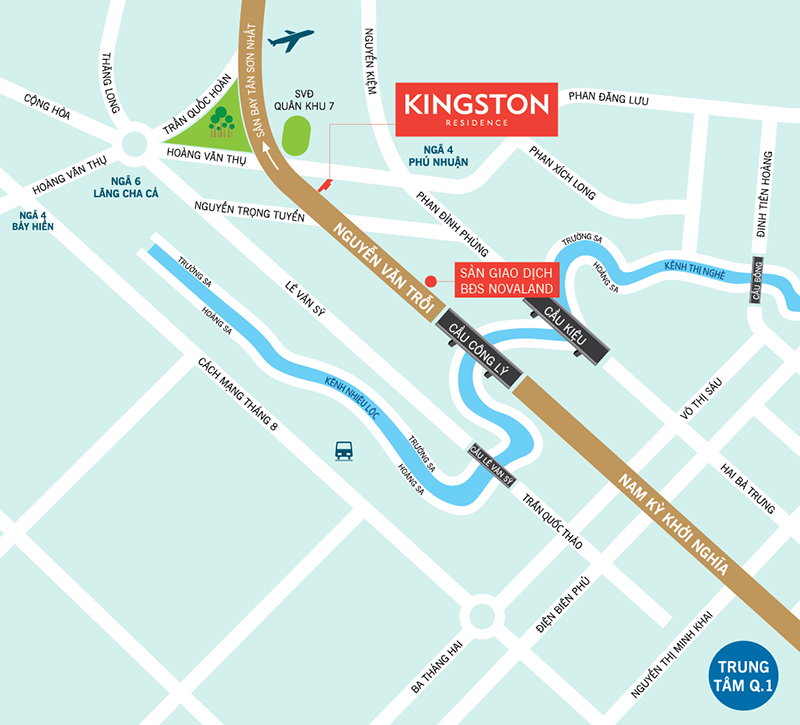 THĂNG LONG
CỘNG HÒA
TRẦN QUỐC HOÀN
SÂN BAY TÂN SƠN NHẤT
SVĐ
QUÂN KHU 7
NGUYỄN KIỆM
KINGSTON
RESIDENCE
PHAN ĐĂNG LƯU
HOÀNG VĂN THỤ
HOÀNG VĂN THỤ
NGÃ 4
PHÚ NHUẬN
PHAN XÍCH LONG
ĐINH TIÊN HOÀNG
NGÃ 6
LĂNG CHA CẢ
NGÃ 4
BẢY HIỀN
NGUYỄN TRỌNG TUYỂN
PHAN ĐÌNH PHÙNG
NGUYỄN VĂN TRỖI
TRƯỜNG SA
HOÀNG SA
KÊNH THỊ NGHÈ
CẦU BÔNG
SÀN GIAO DỊCH
BĐS NOVALAND
TRƯỜNG SA
HOÀNG SA
LÊ VĂN SỸ
CẦU CÔNG LÝ
CẦU KIỆU
CÁCH MẠNG THÁNG 8
KÊNH NHIÊU LỘC
VÕ THỊ SÁU
TRƯỜNG SA
HOÀNG SA
CẦU LÊ VĂN SỸ
TRẦN QUỐC THẢO
HAI BÀ TRƯNG
NAM KỲ KHỞI NGHĨA
ĐIỆN BIÊN PHỦ
BA THÁNG HAI
NGUYỄN THỊ MINH KHAI
TRUNG
TÂM Q.1